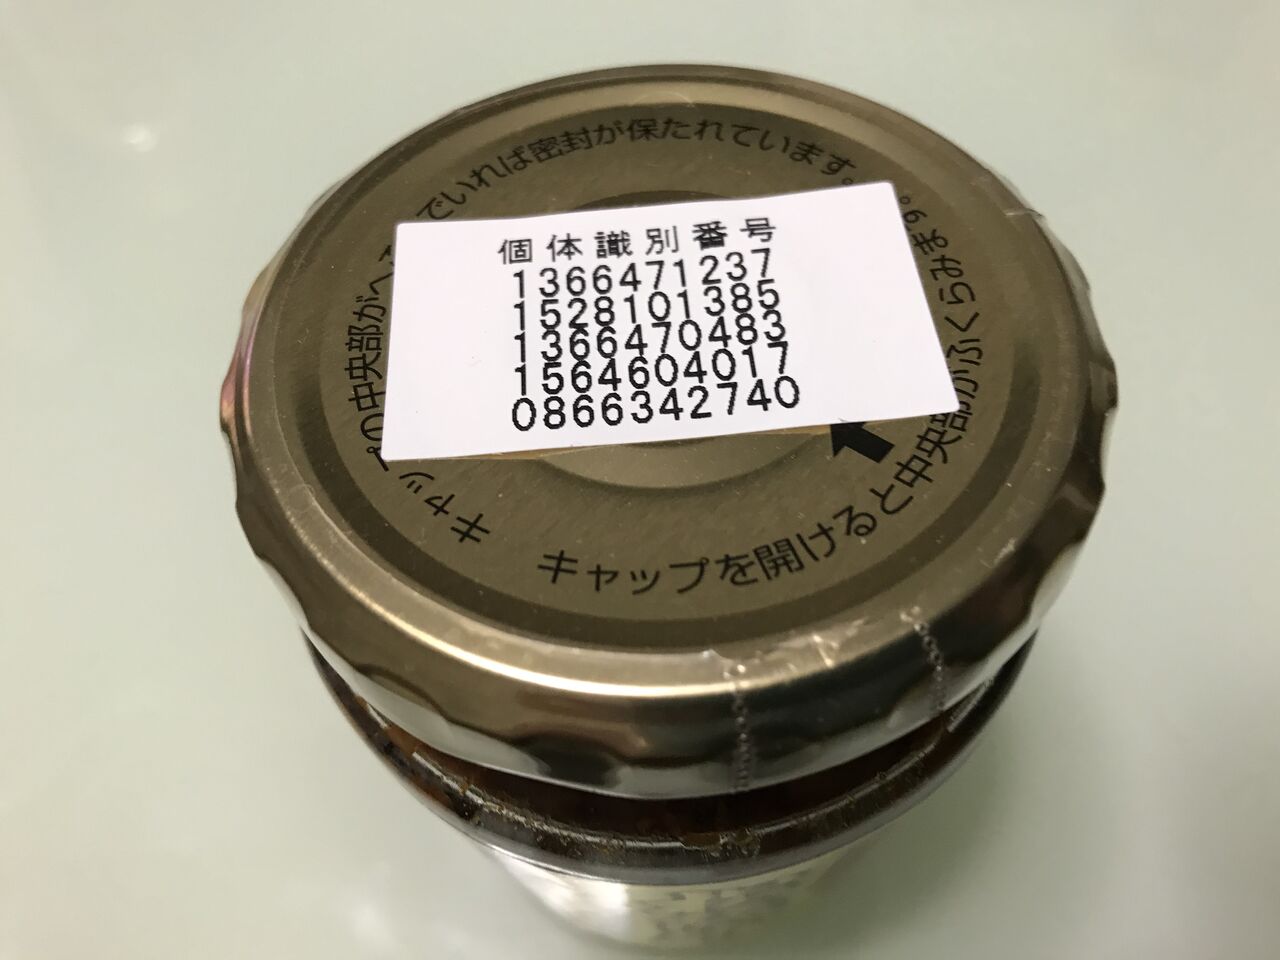 個体識別番号
1366471237
1528101385
1366470483
1564604017
0866342740
キャップの中央部がへ でいれば密封が保たれています。
キャップを開けると中央部がふくらみます。